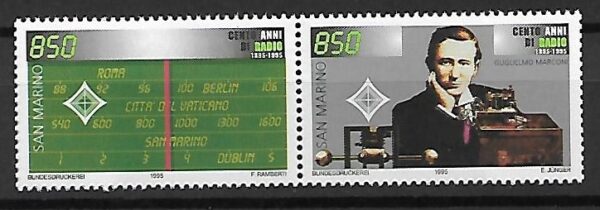 850
CENTO ANNI
DI RADIO
1895-1995
SAN MARINO
ROMA
88 92 96 100 BERLIN 106
CITTA' DEL VATICANO
540 600 800 1000 1600
SAN MARINO
1 2 3 4 DUBLIN 5
BUNDESDRUCKEREI 1995 F. RAMBERTI
850
CENTO ANNI
DI RADIO
1895-1995
GUGLIELMO MARCONI
SAN MARINO
BUNDESDRUCKEREI 1995 E. JÜNGER